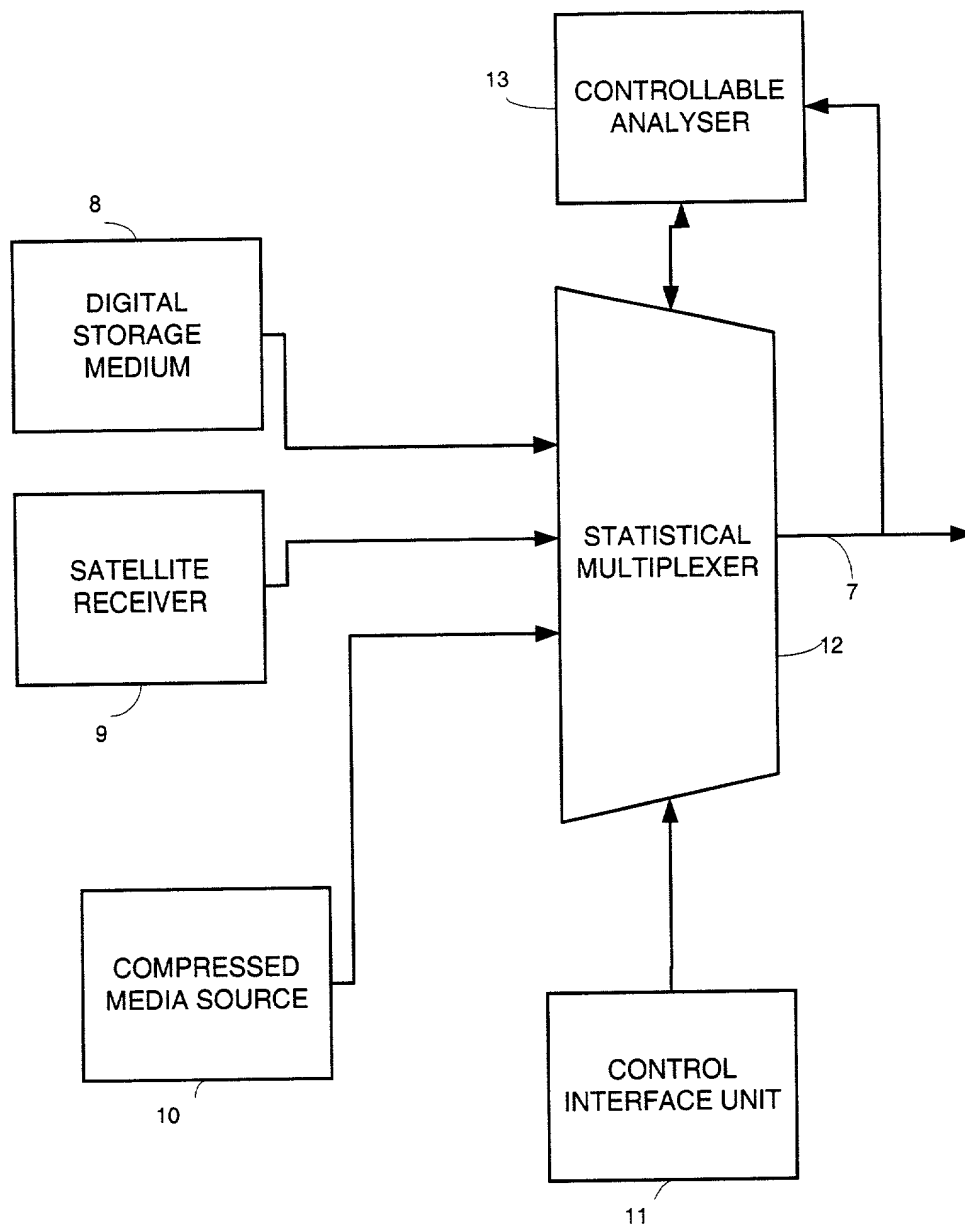 13
CONTROLLABLE
ANALYSER
8
DIGITAL
STORAGE
MEDIUM
SATELLITE
RECEIVER
9
STATISTICAL
MULTIPLEXER
7
12
COMPRESSED
MEDIA SOURCE
10
CONTROL
INTERFACE UNIT
11